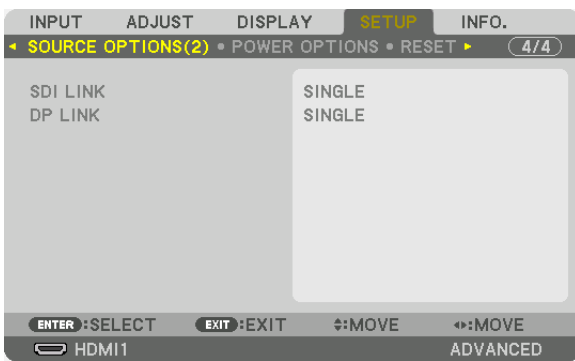 INPUT ADJUST DISPLAY SETUP INFO.
◂ SOURCE OPTIONS(2) • POWER OPTIONS • RESET ▸ 4/4
SDI LINK SINGLE
DP LINK SINGLE
ENTER :SELECT EXIT :EXIT ♦:MOVE ◂▸:MOVE
HDMI1 ADVANCED